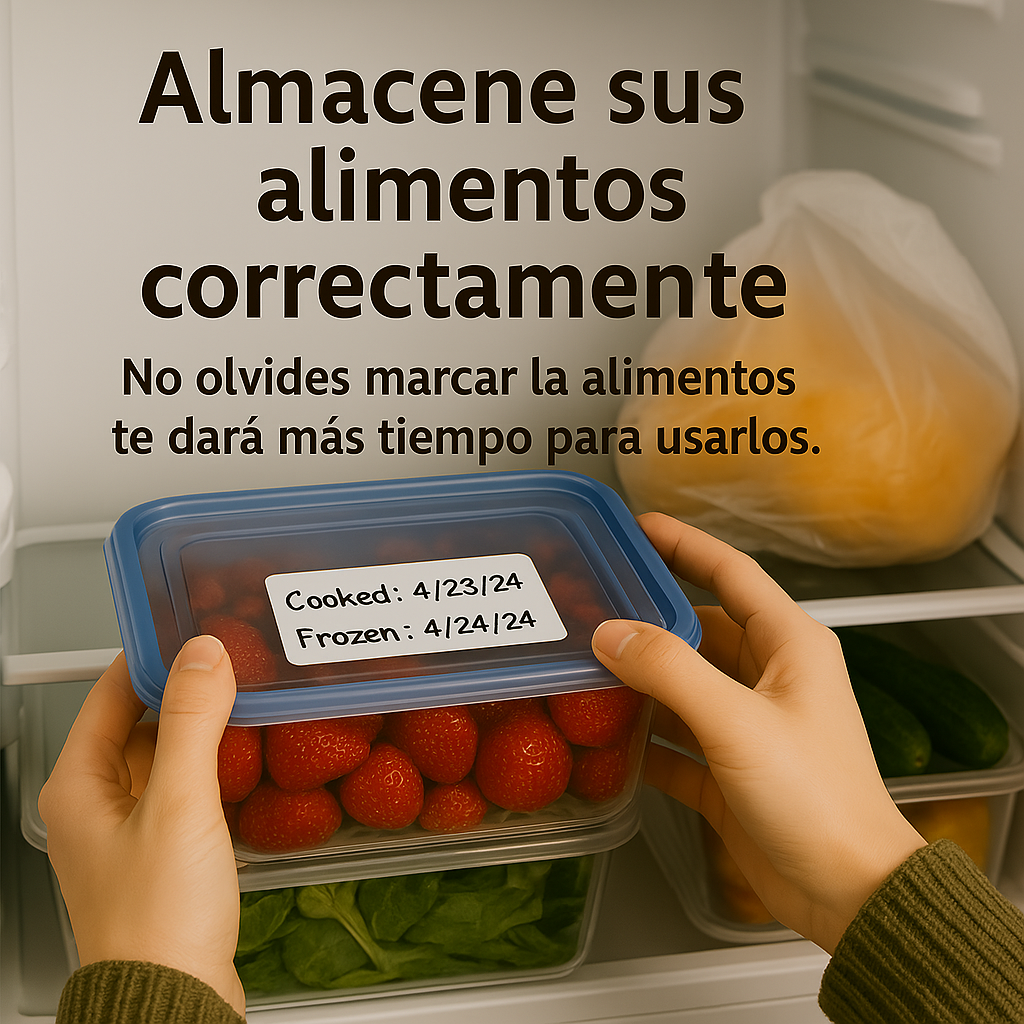 Almacene sus
alimentos
correctamente
No olvides marcar la alimentos
te dará más tiempo para usarlos.
Cooked: 4/23/24
Frozen: 4/24/24